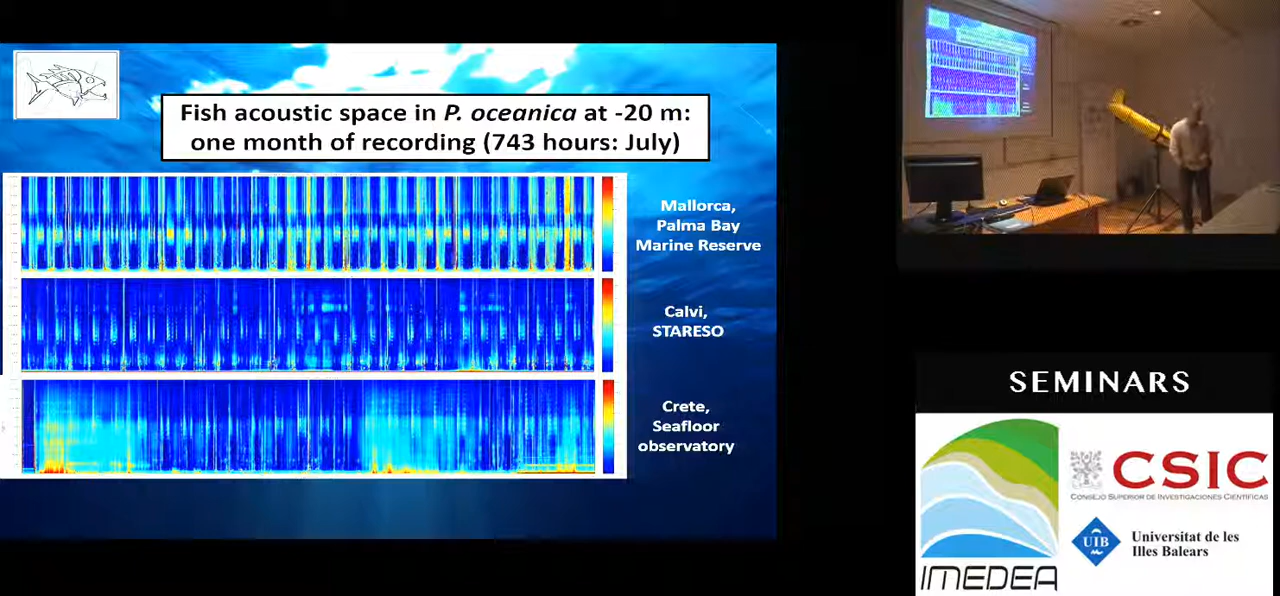 Fish acoustic space in P. oceanica at -20 m:
one month of recording (743 hours: July)
Mallorca,
Palma Bay
Marine Reserve
Calvi,
STARESO
Crete,
Seafloor
observatory
SEMINARS
CSIC
CONSEJO SUPERIOR DE INVESTIGACIONES CIENTÍFICAS
UIB
Universitat de les
Illes Balears
IMEDEA